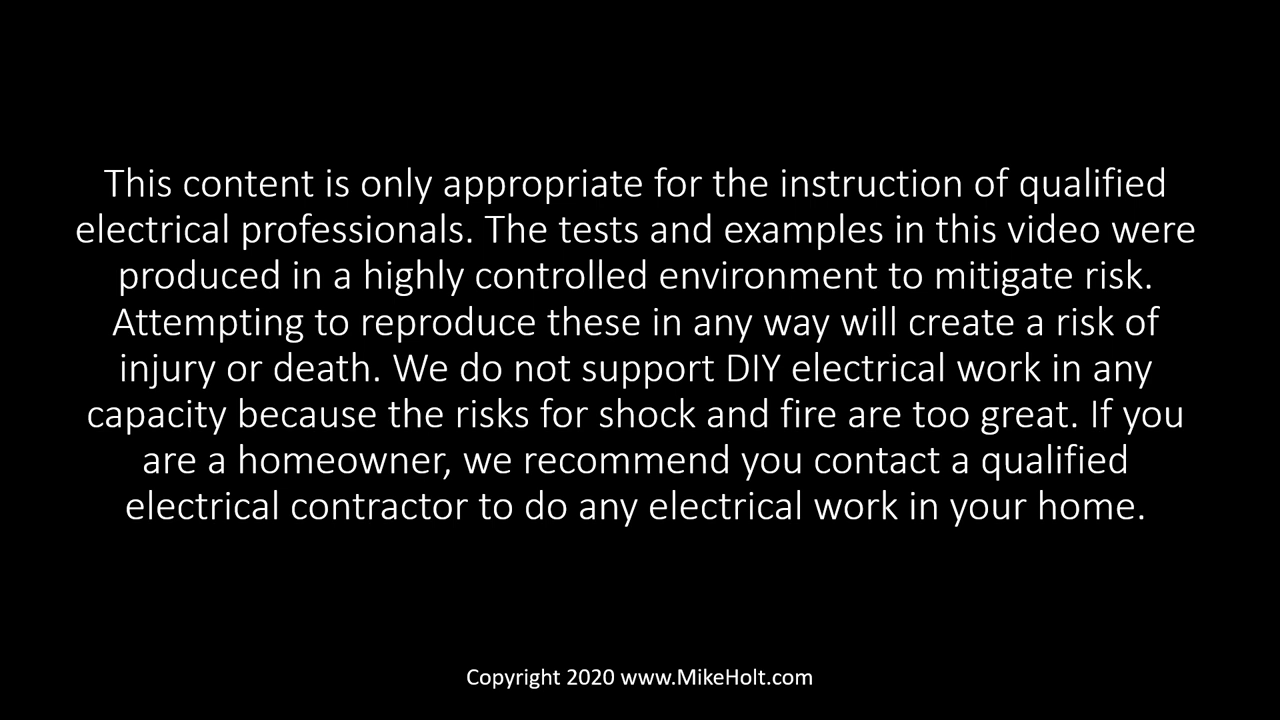 This content is only appropriate for the instruction of qualified
electrical professionals. The tests and examples in this video were
produced in a highly controlled environment to mitigate risk.
Attempting to reproduce these in any way will create a risk of
injury or death. We do not support DIY electrical work in any
capacity because the risks for shock and fire are too great. If you
are a homeowner, we recommend you contact a qualified
electrical contractor to do any electrical work in your home.
Copyright 2020 www.MikeHolt.com